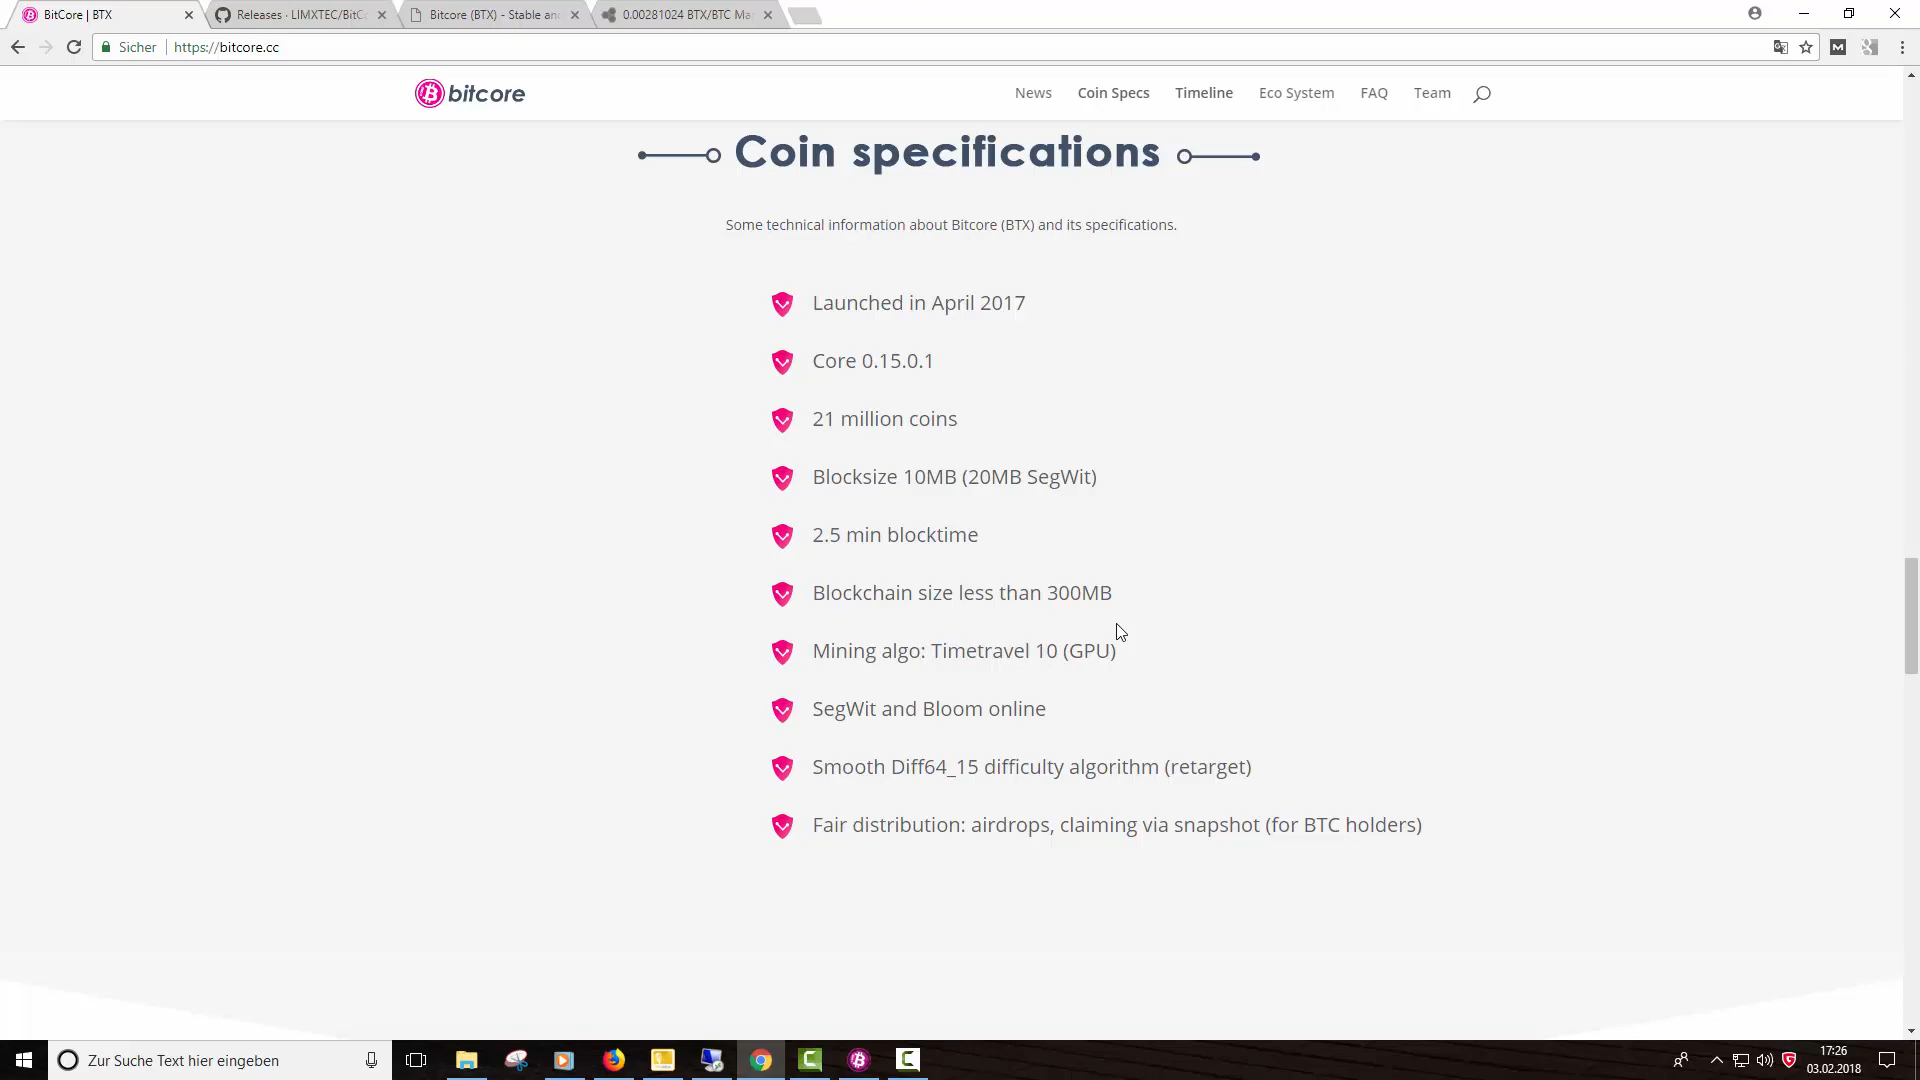 BitCore | BTX
Releases · LIMXTEC/BitC
Bitcore (BTX) - Stable an
0.00281024 BTX/BTC Ma
Sicher
https://bitcore.cc
bitcore
News
Coin Specs
Timeline
Eco System
FAQ
Team
Coin specifications
Some technical information about Bitcore (BTX) and its specifications.
Launched in April 2017
Core 0.15.0.1
21 million coins
Blocksize 10MB (20MB SegWit)
2.5 min blocktime
Blockchain size less than 300MB
Mining algo: Timetravel 10 (GPU)
SegWit and Bloom online
Smooth Diff64_15 difficulty algorithm (retarget)
Fair distribution: airdrops, claiming via snapshot (for BTC holders)
Zur Suche Text hier eingeben
17:26
03.02.2018